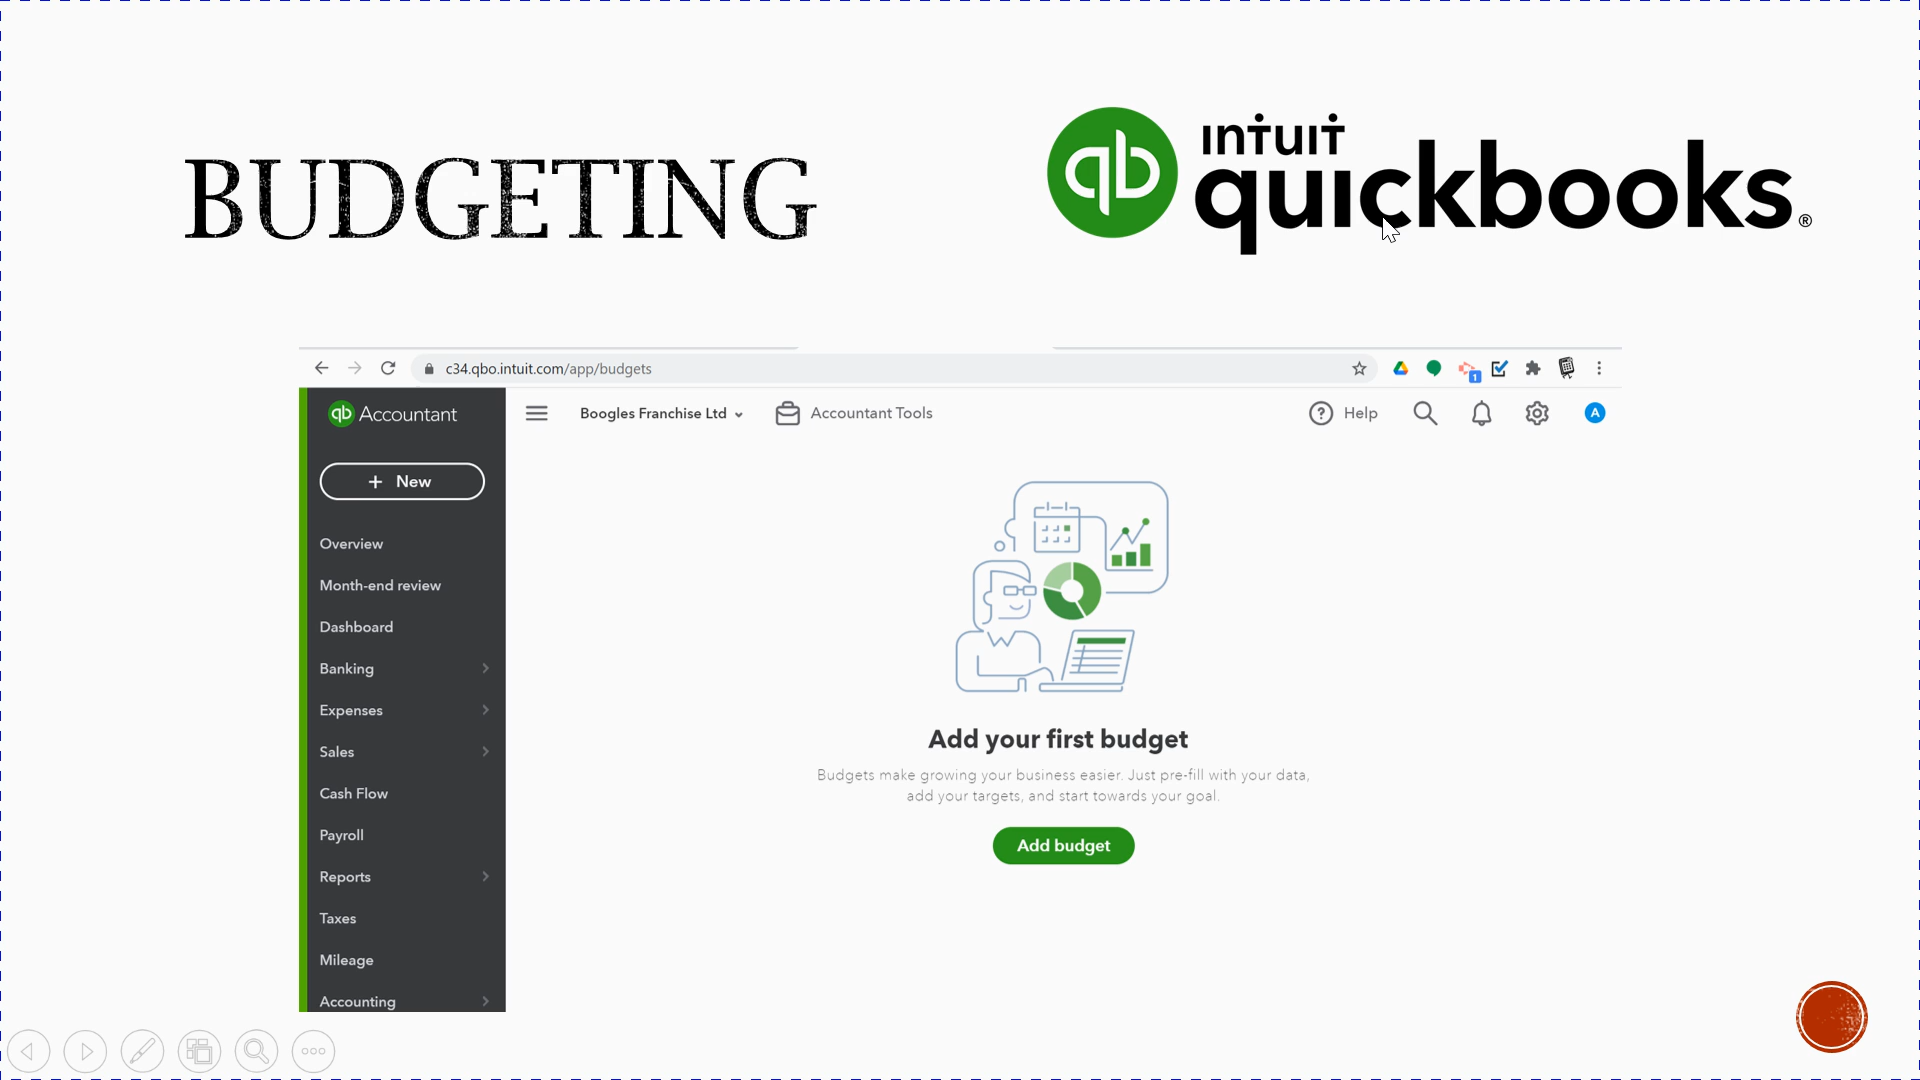 BUDGETING
qb intuit
quickbooks®
c34.qbo.intuit.com/app/budgets
1
qb Accountant
Boogles Franchise Ltd
Accountant Tools
Help
A
+ New
Overview
Month-end review
Dashboard
Banking
Expenses
Sales
Cash Flow
Payroll
Reports
Taxes
Mileage
Accounting
Add your first budget
Budgets make growing your business easier. Just pre-fill with your data,
add your targets, and start towards your goal.
Add budget